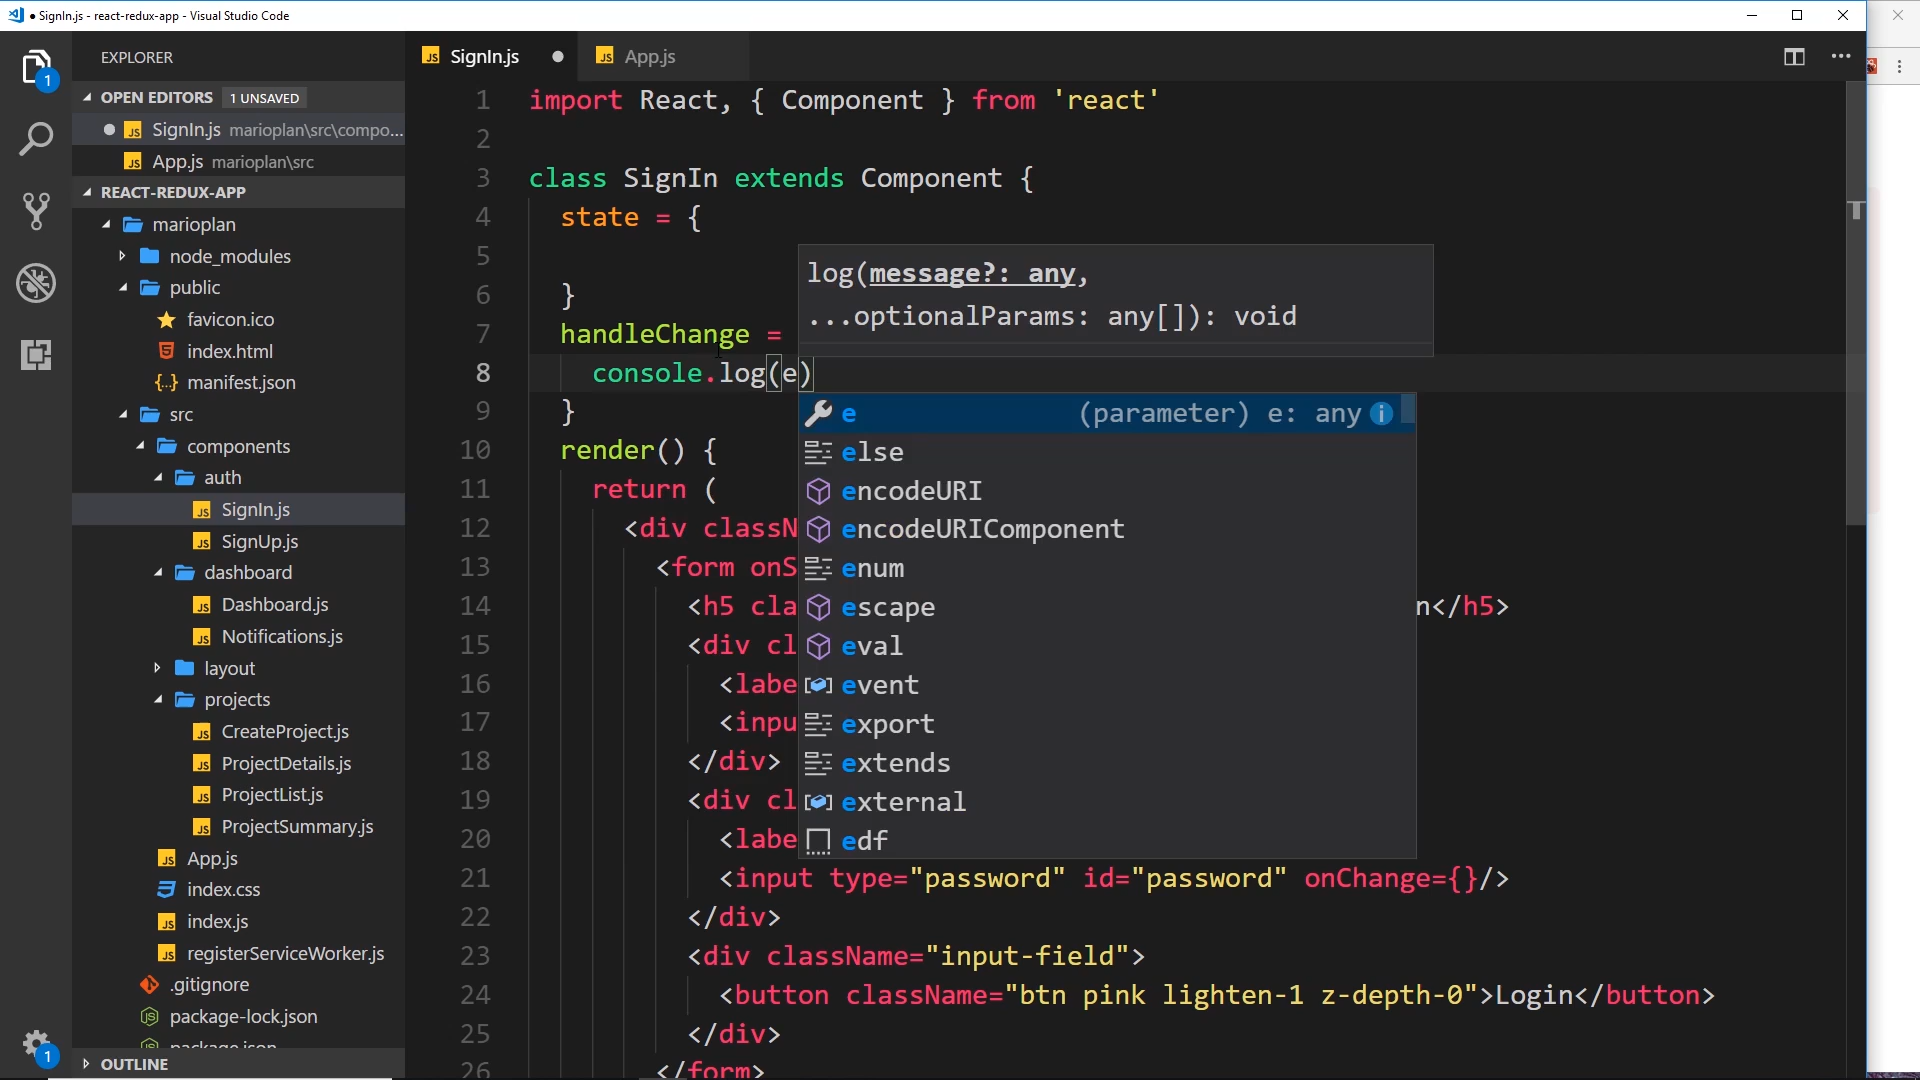 SignIn.js - react-redux-app - Visual Studio Code
EXPLORER
OPEN EDITORS 1 UNSAVED
SignIn.js marioplan\src\compo...
App.js marioplan\src
REACT-REDUX-APP
marioplan
node_modules
public
favicon.ico
index.html
manifest.json
src
components
auth
SignIn.js
SignUp.js
dashboard
Dashboard.js
Notifications.js
layout
projects
CreateProject.js
ProjectDetails.js
ProjectList.js
ProjectSummary.js
App.js
index.css
index.js
registerServiceWorker.js
.gitignore
package-lock.json
package.json
OUTLINE
1
1
SignIn.js
App.js
1 import React, { Component } from 'react'
2
3 class SignIn extends Component {
4 state = {
5
6 }
7 handleChange =
8 console.log(e)
9 }
10 render() {
11 return (
12 <div classN
13 <form onS
14 <h5 cla n</h5>
15 <div cl
16 <labe
17 <inpu
18 </div>
19 <div cl
20 <labe
21 <input type="password" id="password" onChange={}/>
22 </div>
23 <div className="input-field">
24 <button className="btn pink lighten-1 z-depth-0">Login</button>
25 </div>
26 </form>
log(message?: any,
...optionalParams: any[]): void
e (parameter) e: any
else
encodeURI
encodeURIComponent
enum
escape
eval
event
export
extends
external
edf